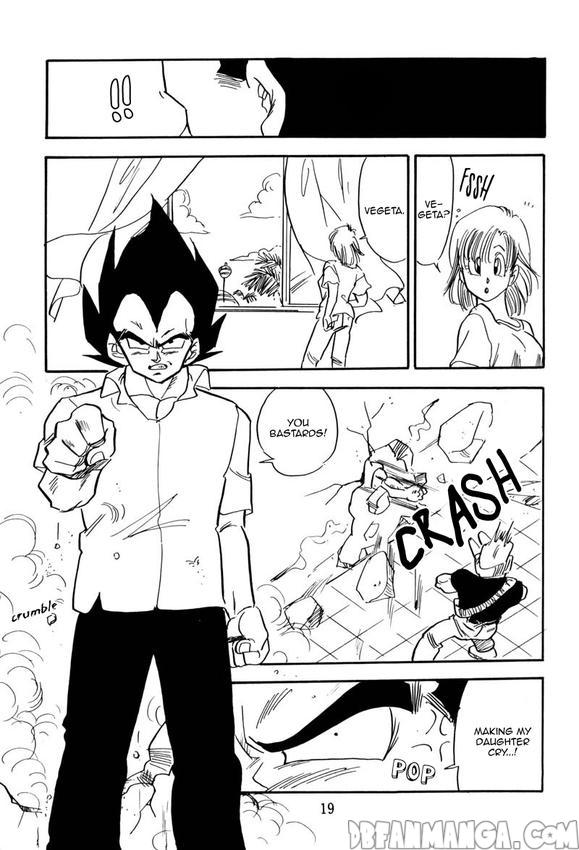 !!
FSSH
VE-
GETA?
VEGETA.
YOU
BASTARDS!
CRASH
crumble
MAKING MY
DAUGHTER
CRY...!
POP
19
DBFANMANGA.COM